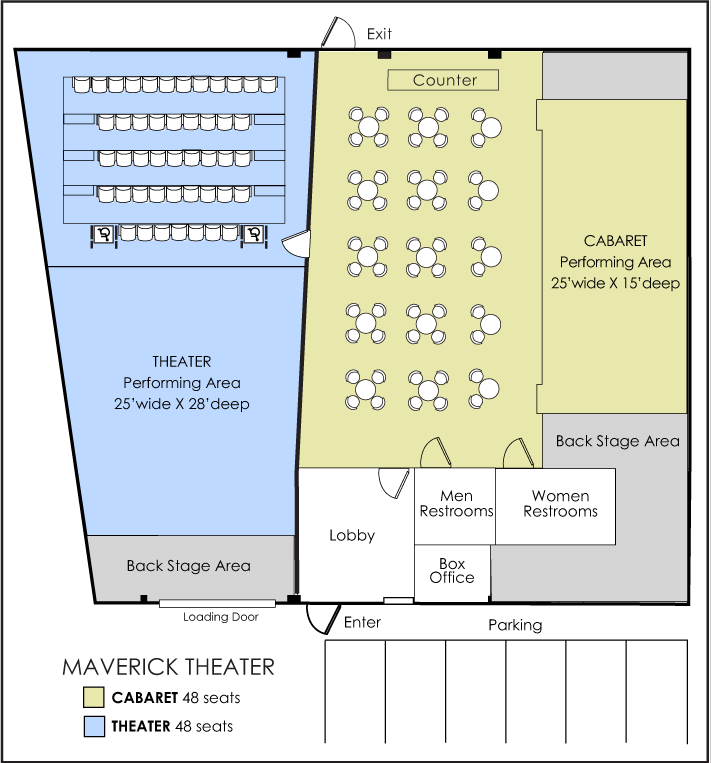 Exit
Counter
CABARET
Performing Area
25'wide X 15'deep
THEATER
Performing Area
25'wide X 28'deep
Back Stage Area
Men
Restrooms
Women
Restrooms
Lobby
Back Stage Area
Box
Office
Loading Door
Enter
Parking
MAVERICK THEATER
CABARET 48 seats
THEATER 48 seats